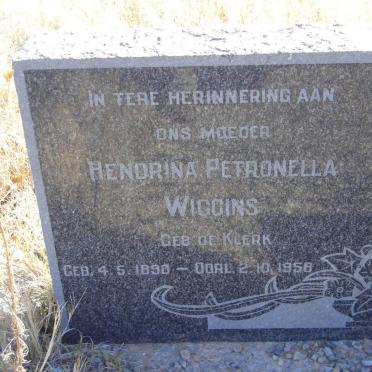 IN TERE HERINNERING AAN
ONS MOEDER
HENDRINA PETRONELLA
WIGGINS
GEB DE KLERK
GEB. 4.5.1890 – OORL. 2.10.1956